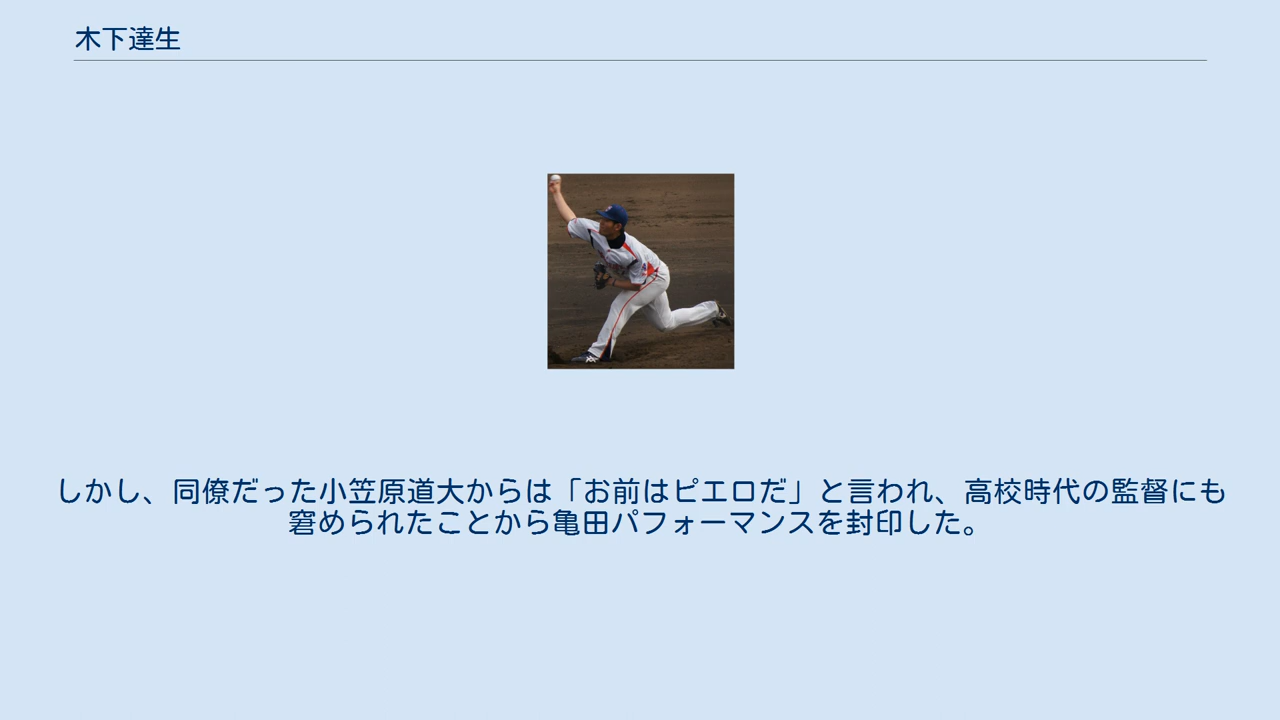 木下達生
しかし、同僚だった小笠原道大からは「お前はピエロだ」と言われ、高校時代の監督にも
窘められたことから亀田パフォーマンスを封印した。